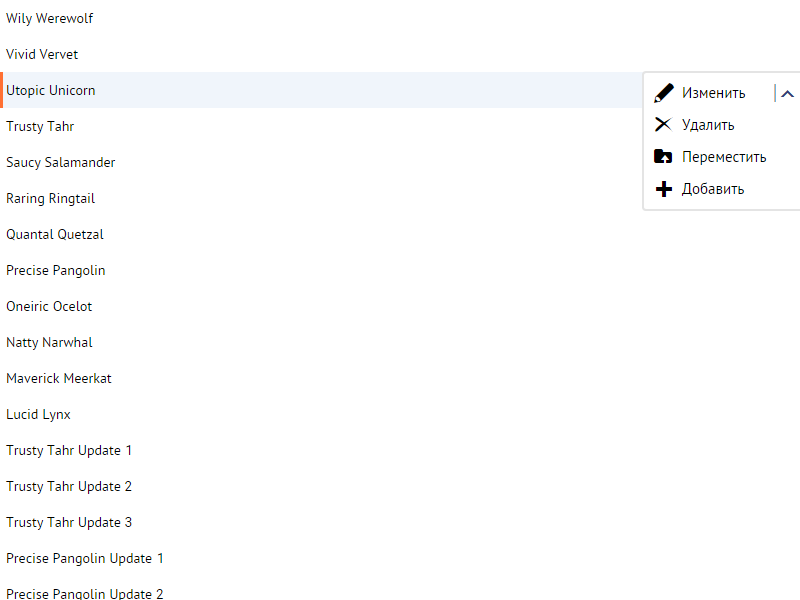 Wily Werewolf
Vivid Vervet
Utopic Unicorn
Изменить
Удалить
Переместить
Добавить
Trusty Tahr
Saucy Salamander
Raring Ringtail
Quantal Quetzal
Precise Pangolin
Oneiric Ocelot
Natty Narwhal
Maverick Meerkat
Lucid Lynx
Trusty Tahr Update 1
Trusty Tahr Update 2
Trusty Tahr Update 3
Precise Pangolin Update 1
Precise Pangolin Update 2